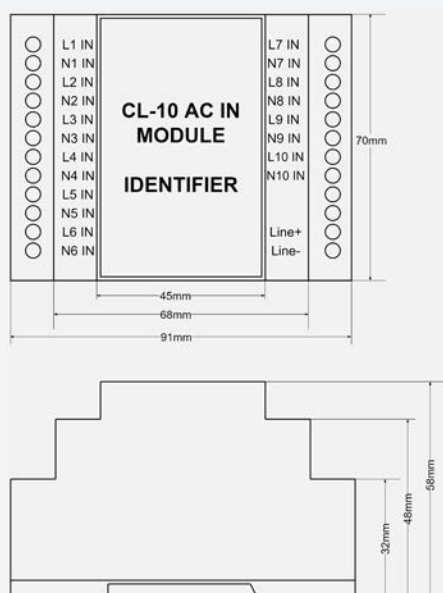 L1 IN
N1 IN
L2 IN
N2 IN
L3 IN
N3 IN
L4 IN
N4 IN
L5 IN
N5 IN
L6 IN
N6 IN
CL-10 AC IN
MODULE
IDENTIFIER
L7 IN
N7 IN
L8 IN
N8 IN
L9 IN
N9 IN
L10 IN
N10 IN
Line+
Line-
70mm
45mm
68mm
91mm
58mm
48mm
32mm